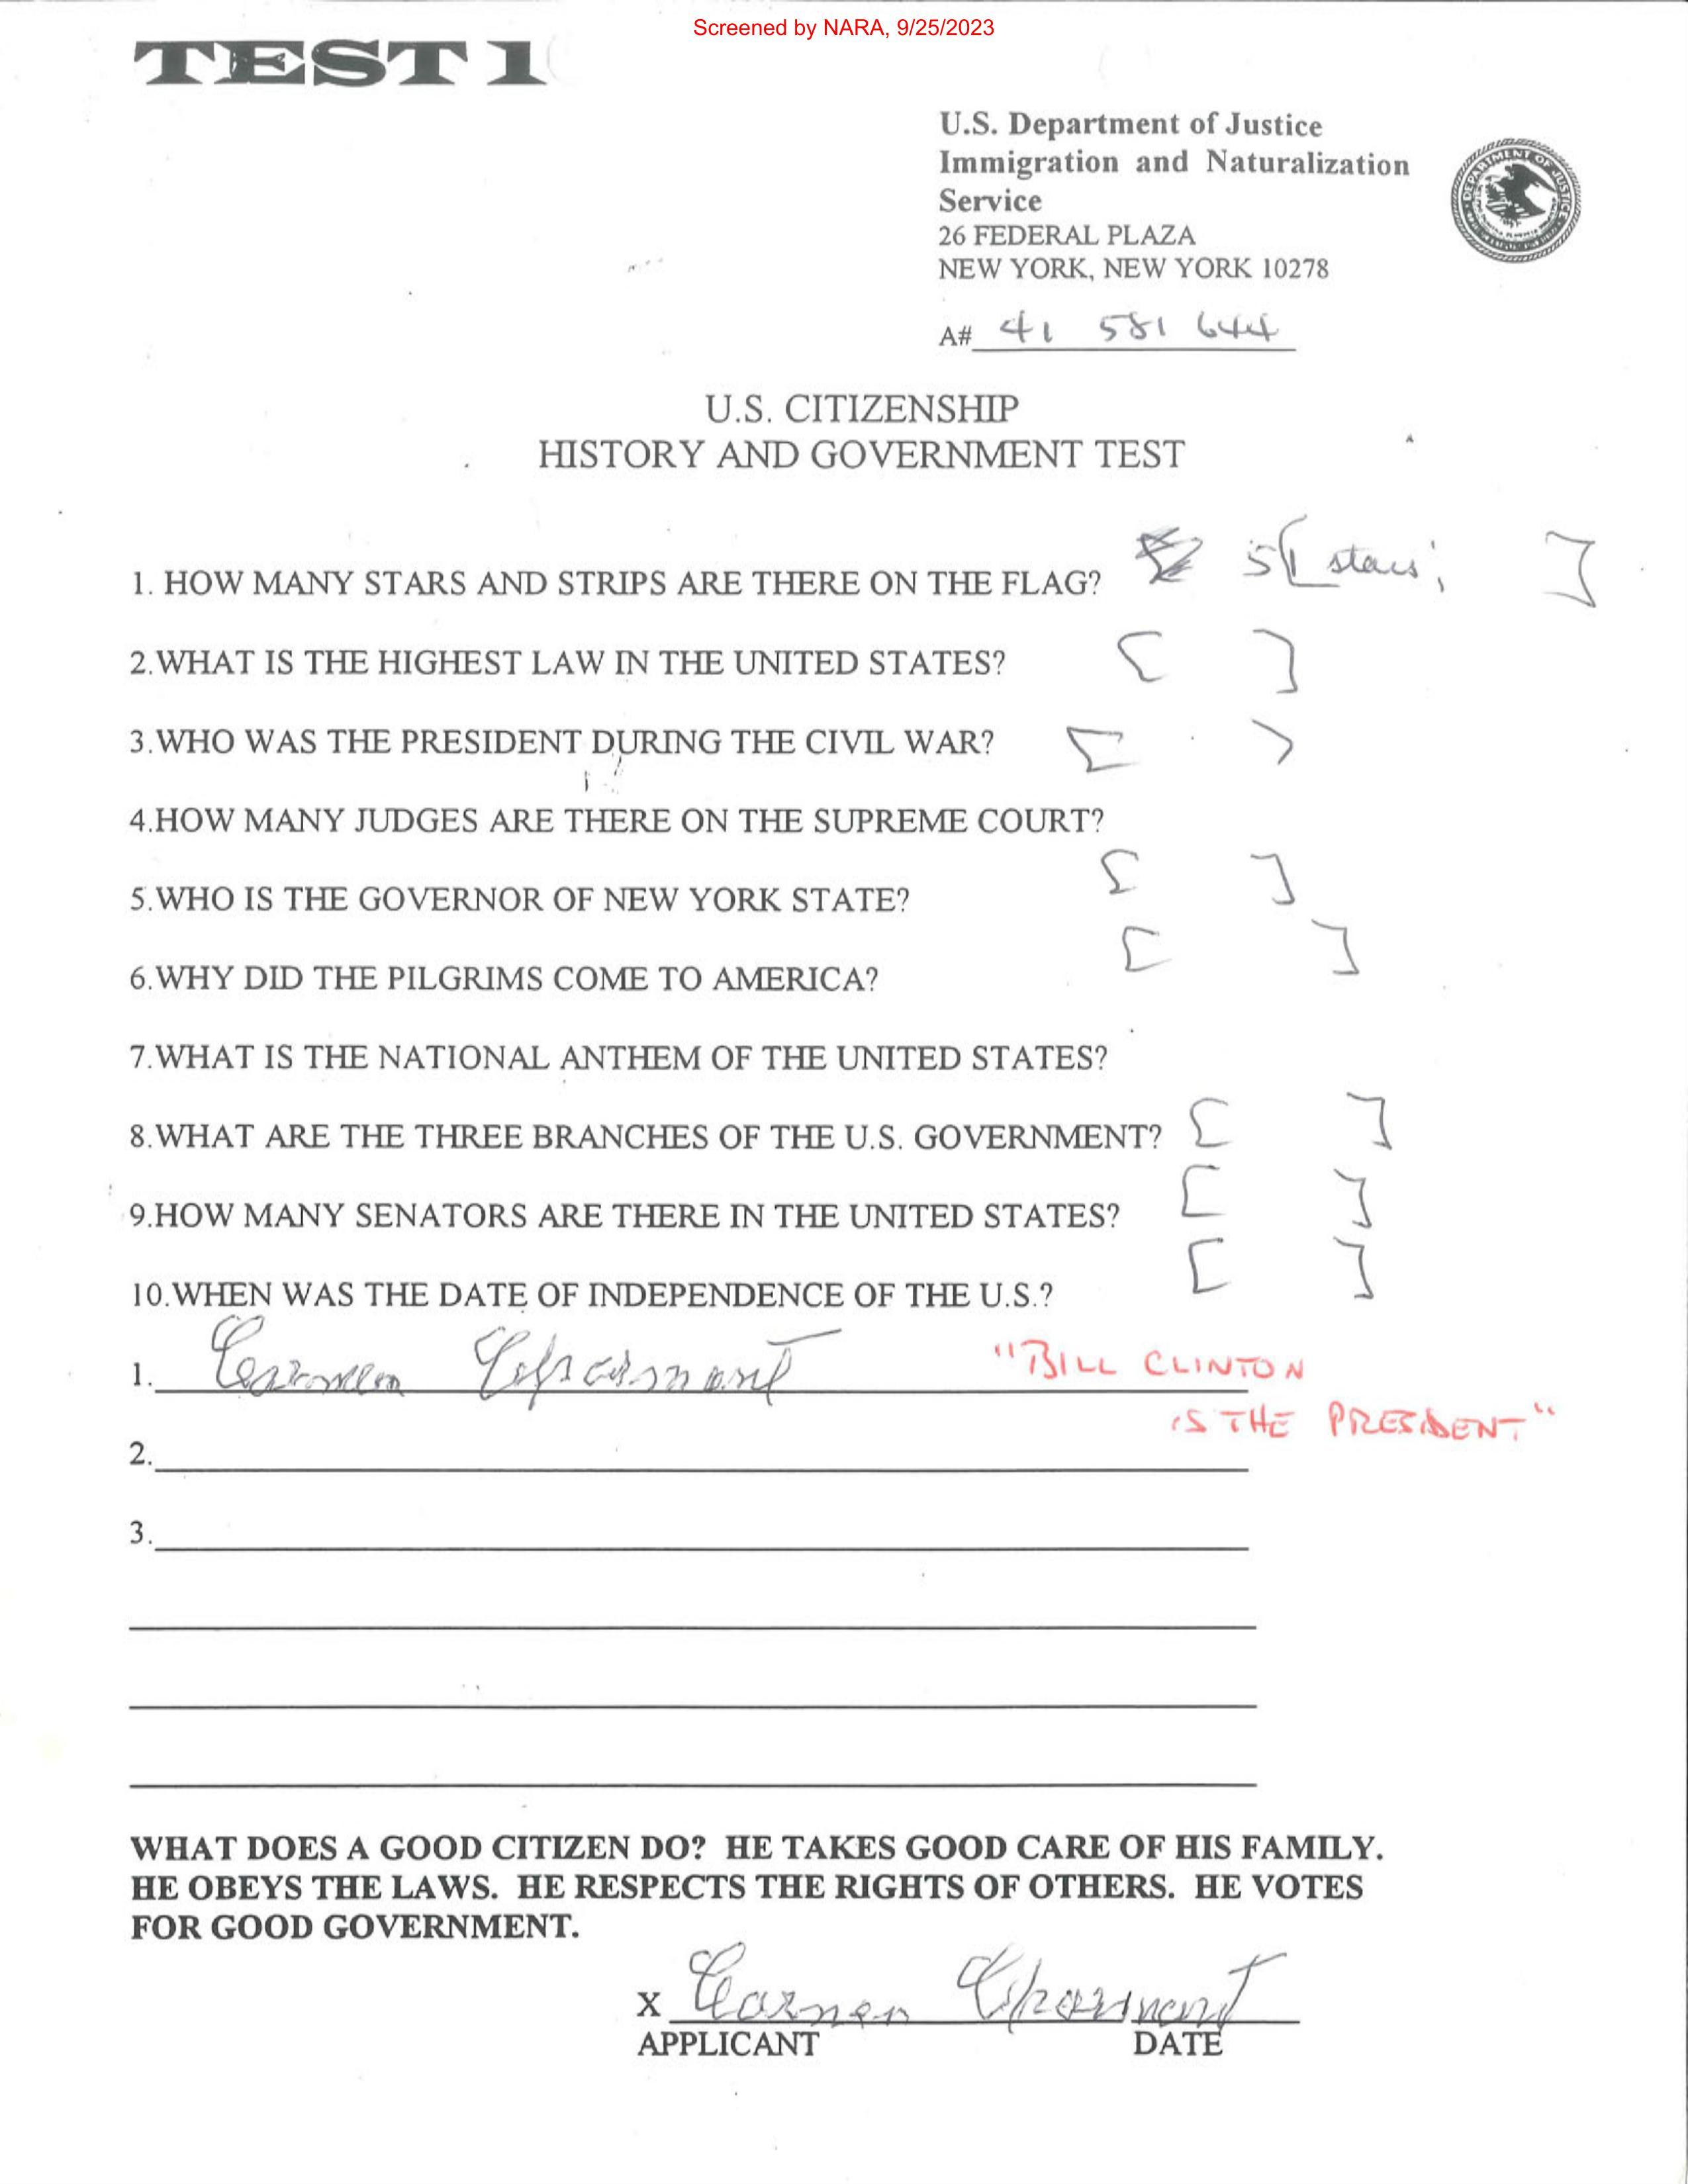 Screened by NARA, 9/25/2023
TEST 1
U.S. Department of Justice
Immigration and Naturalization
Service
26 FEDERAL PLAZA
NEW YORK, NEW YORK 10278
A# 41 581 644
U.S. CITIZENSHIP
HISTORY AND GOVERNMENT TEST
1. HOW MANY STARS AND STRIPS ARE THERE ON THE FLAG? 51 [stars; ]
2.WHAT IS THE HIGHEST LAW IN THE UNITED STATES? [ ]
3.WHO WAS THE PRESIDENT DURING THE CIVIL WAR? [ ]
4.HOW MANY JUDGES ARE THERE ON THE SUPREME COURT?
5.WHO IS THE GOVERNOR OF NEW YORK STATE? [ ]
6.WHY DID THE PILGRIMS COME TO AMERICA? [ ]
7.WHAT IS THE NATIONAL ANTHEM OF THE UNITED STATES?
8.WHAT ARE THE THREE BRANCHES OF THE U.S. GOVERNMENT? [ ]
9.HOW MANY SENATORS ARE THERE IN THE UNITED STATES? [ ]
10.WHEN WAS THE DATE OF INDEPENDENCE OF THE U.S.? [ ]
1. Carmen "BILL CLINTON
IS THE PRESIDENT"
2.
3.
WHAT DOES A GOOD CITIZEN DO? HE TAKES GOOD CARE OF HIS FAMILY.
HE OBEYS THE LAWS. HE RESPECTS THE RIGHTS OF OTHERS. HE VOTES
FOR GOOD GOVERNMENT.
X Carmen
APPLICANT DATE